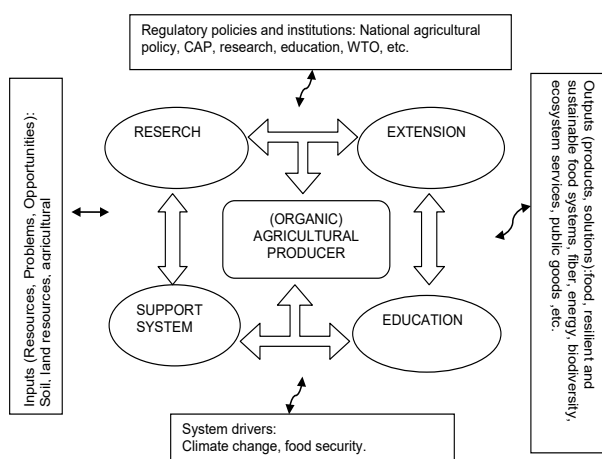 Regulatory policies and institutions: National agricultural
policy, CAP, research, education, WTO, etc.
Inputs (Resources, Problems, Opportunities):
Soil, land resources, agricultural
RESERCH
EXTENSION
(ORGANIC)
AGRICULTURAL
PRODUCER
SUPPORT
SYSTEM
EDUCATION
Outputs (products, solutions):food, resilient and
sustainable food systems, fiber, energy, biodiversity,
ecosystem services, public goods ,etc.
System drivers:
Climate change, food security.